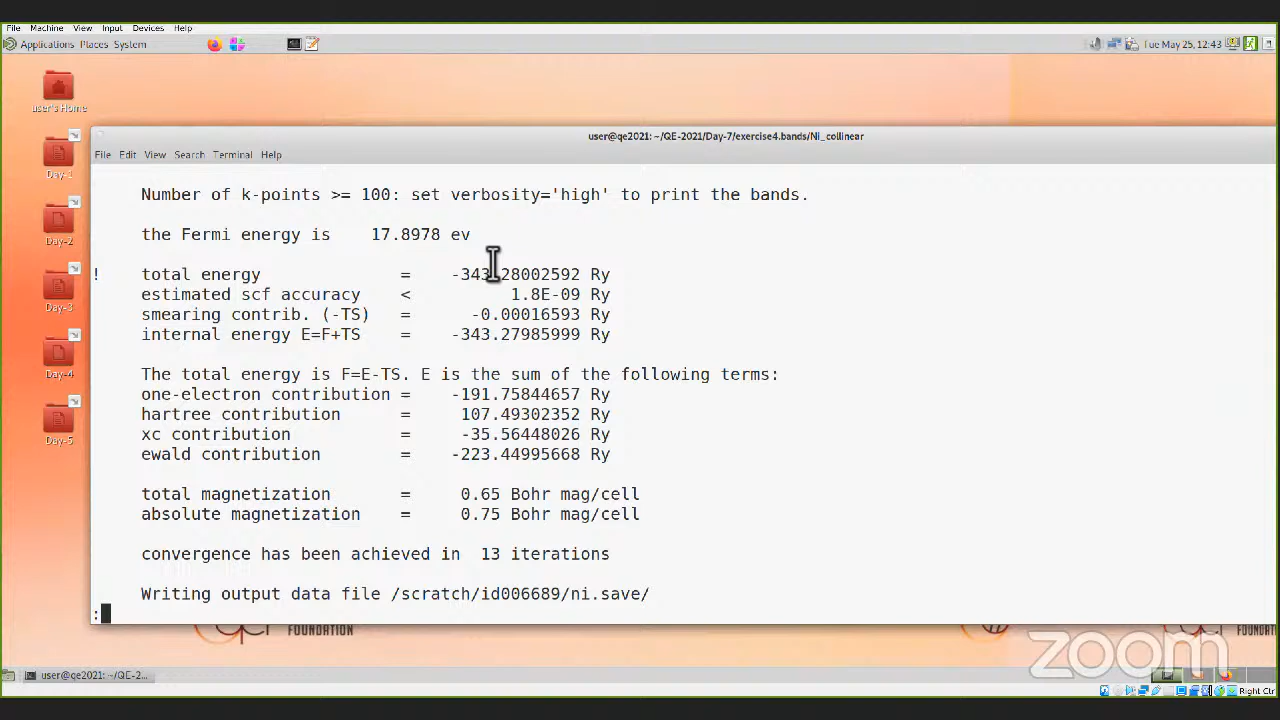 File Machine View Input Devices Help
Applications Places System
Tue May 25, 12:43
user's Home
Day-1
Day-2
Day-3
Day-4
Day-5
user@qe2021: ~/QE-2021/Day-7/exercise4.bands/Ni_collinear
File Edit View Search Terminal Help
Number of k-points >= 100: set verbosity='high' to print the bands.
the Fermi energy is 17.8978 ev
! total energy = -343.28002592 Ry
estimated scf accuracy < 1.8E-09 Ry
smearing contrib. (-TS) = -0.00016593 Ry
internal energy E=F+TS = -343.27985999 Ry
The total energy is F=E-TS. E is the sum of the following terms:
one-electron contribution = -191.75844657 Ry
hartree contribution = 107.49302352 Ry
xc contribution = -35.56448026 Ry
ewald contribution = -223.44995668 Ry
total magnetization = 0.65 Bohr mag/cell
absolute magnetization = 0.75 Bohr mag/cell
convergence has been achieved in 13 iterations
Writing output data file /scratch/id006689/ni.save/
:
FOUNDATION
zoom
user@qe2021: ~/QE-2...
Right Ctrl